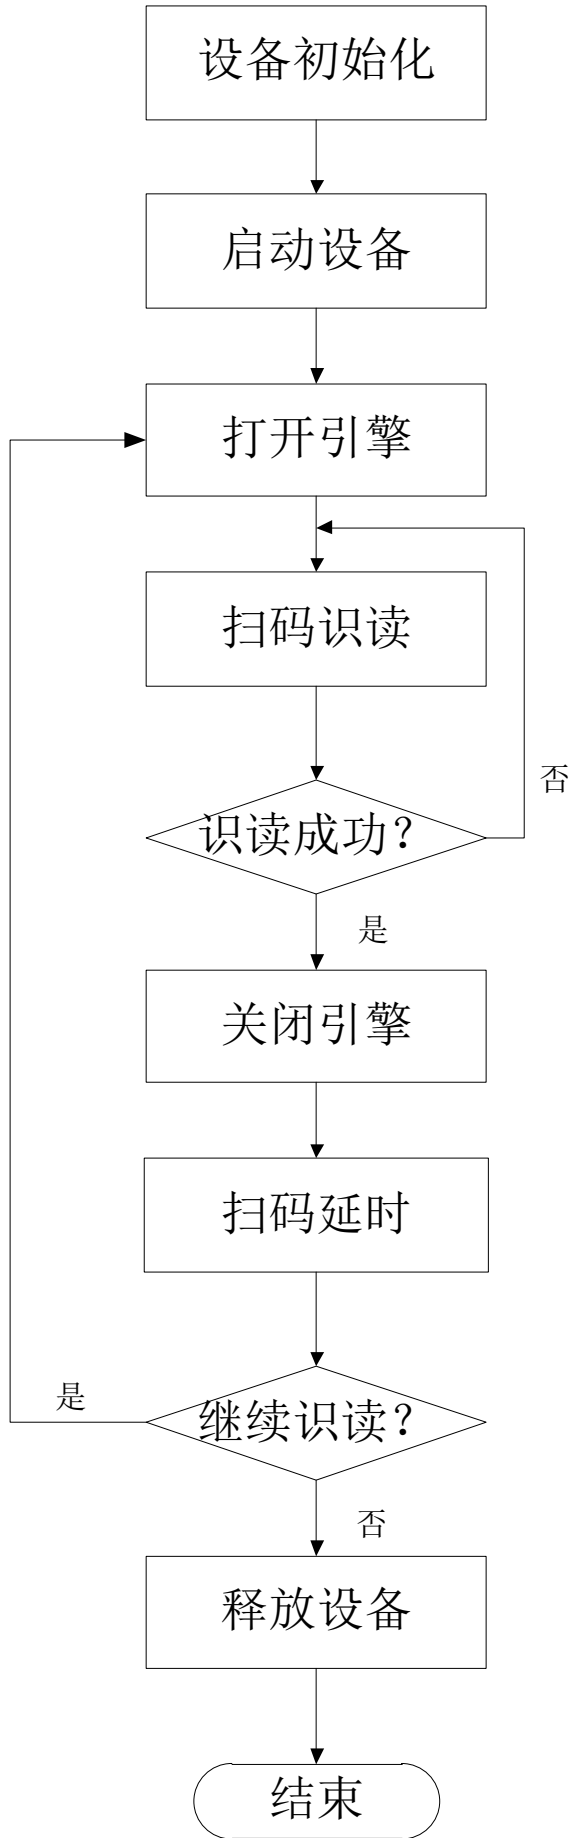 设备初始化
启动设备
打开引擎
扫码识读
否
识读成功？
是
关闭引擎
扫码延时
是
继续识读？
否
释放设备
结束